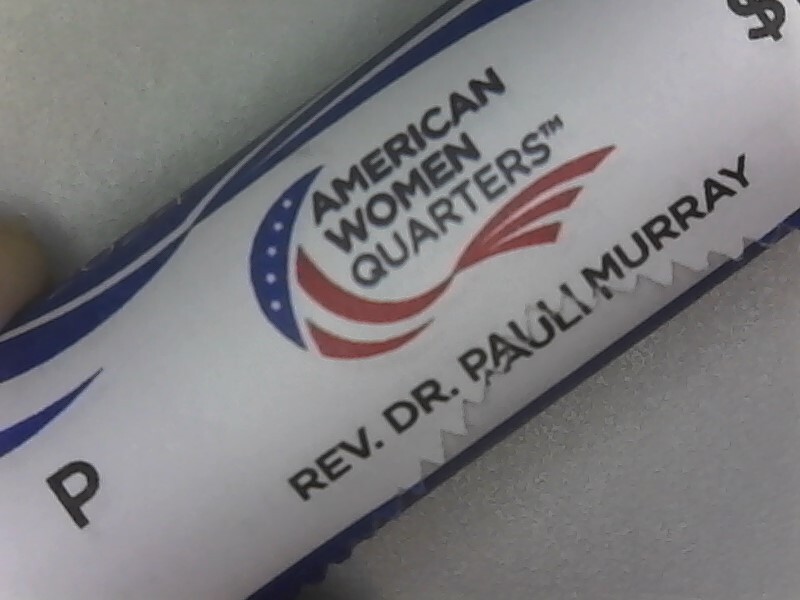 $
AMERICAN
WOMEN
QUARTERS™
REV. DR. PAULI MURRAY
P